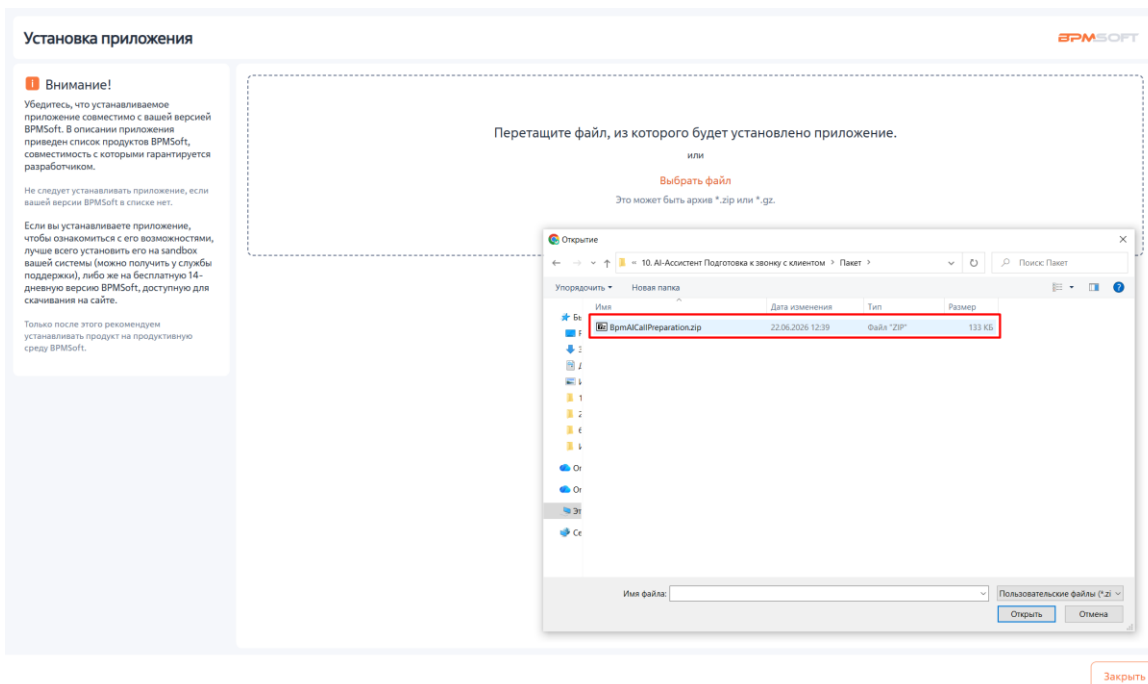 Установка приложения
BPMSOFT
Внимание!
Убедитесь, что устанавливаемое
приложение совместимо с вашей версией
BPMSoft. В описании приложения
приведен список продуктов BPMSoft,
совместимость с которыми гарантируется
разработчиком.
Не следует устанавливать приложение, если
вашей версии BPMSoft в списке нет.
Если вы устанавливаете приложение,
чтобы ознакомиться с его возможностями,
лучше всего установить его на sandbox
вашей системы (можно получить у службы
поддержки), либо же на бесплатную 14-
дневную версию BPMSoft, доступную для
скачивания на сайте.
Только после этого рекомендуем
устанавливать продукт на продуктивную
среду BPMSoft.
Перетащите файл, из которого будет установлено приложение.
или
Выбрать файл
Это может быть архив *.zip или *.gz.
Открытие
« 10. AI-Ассистент Подготовка к звонку с клиентом > Пакет >
Поиск: Пакет
Упорядочить
Новая папка
Имя Дата изменения Тип Размер
BpmAICallPreparation.zip 22.06.2026 12:39 Файл "ZIP" 133 КБ
Имя файла:
Пользовательские файлы (*.zi
Открыть
Отмена
Закрыть